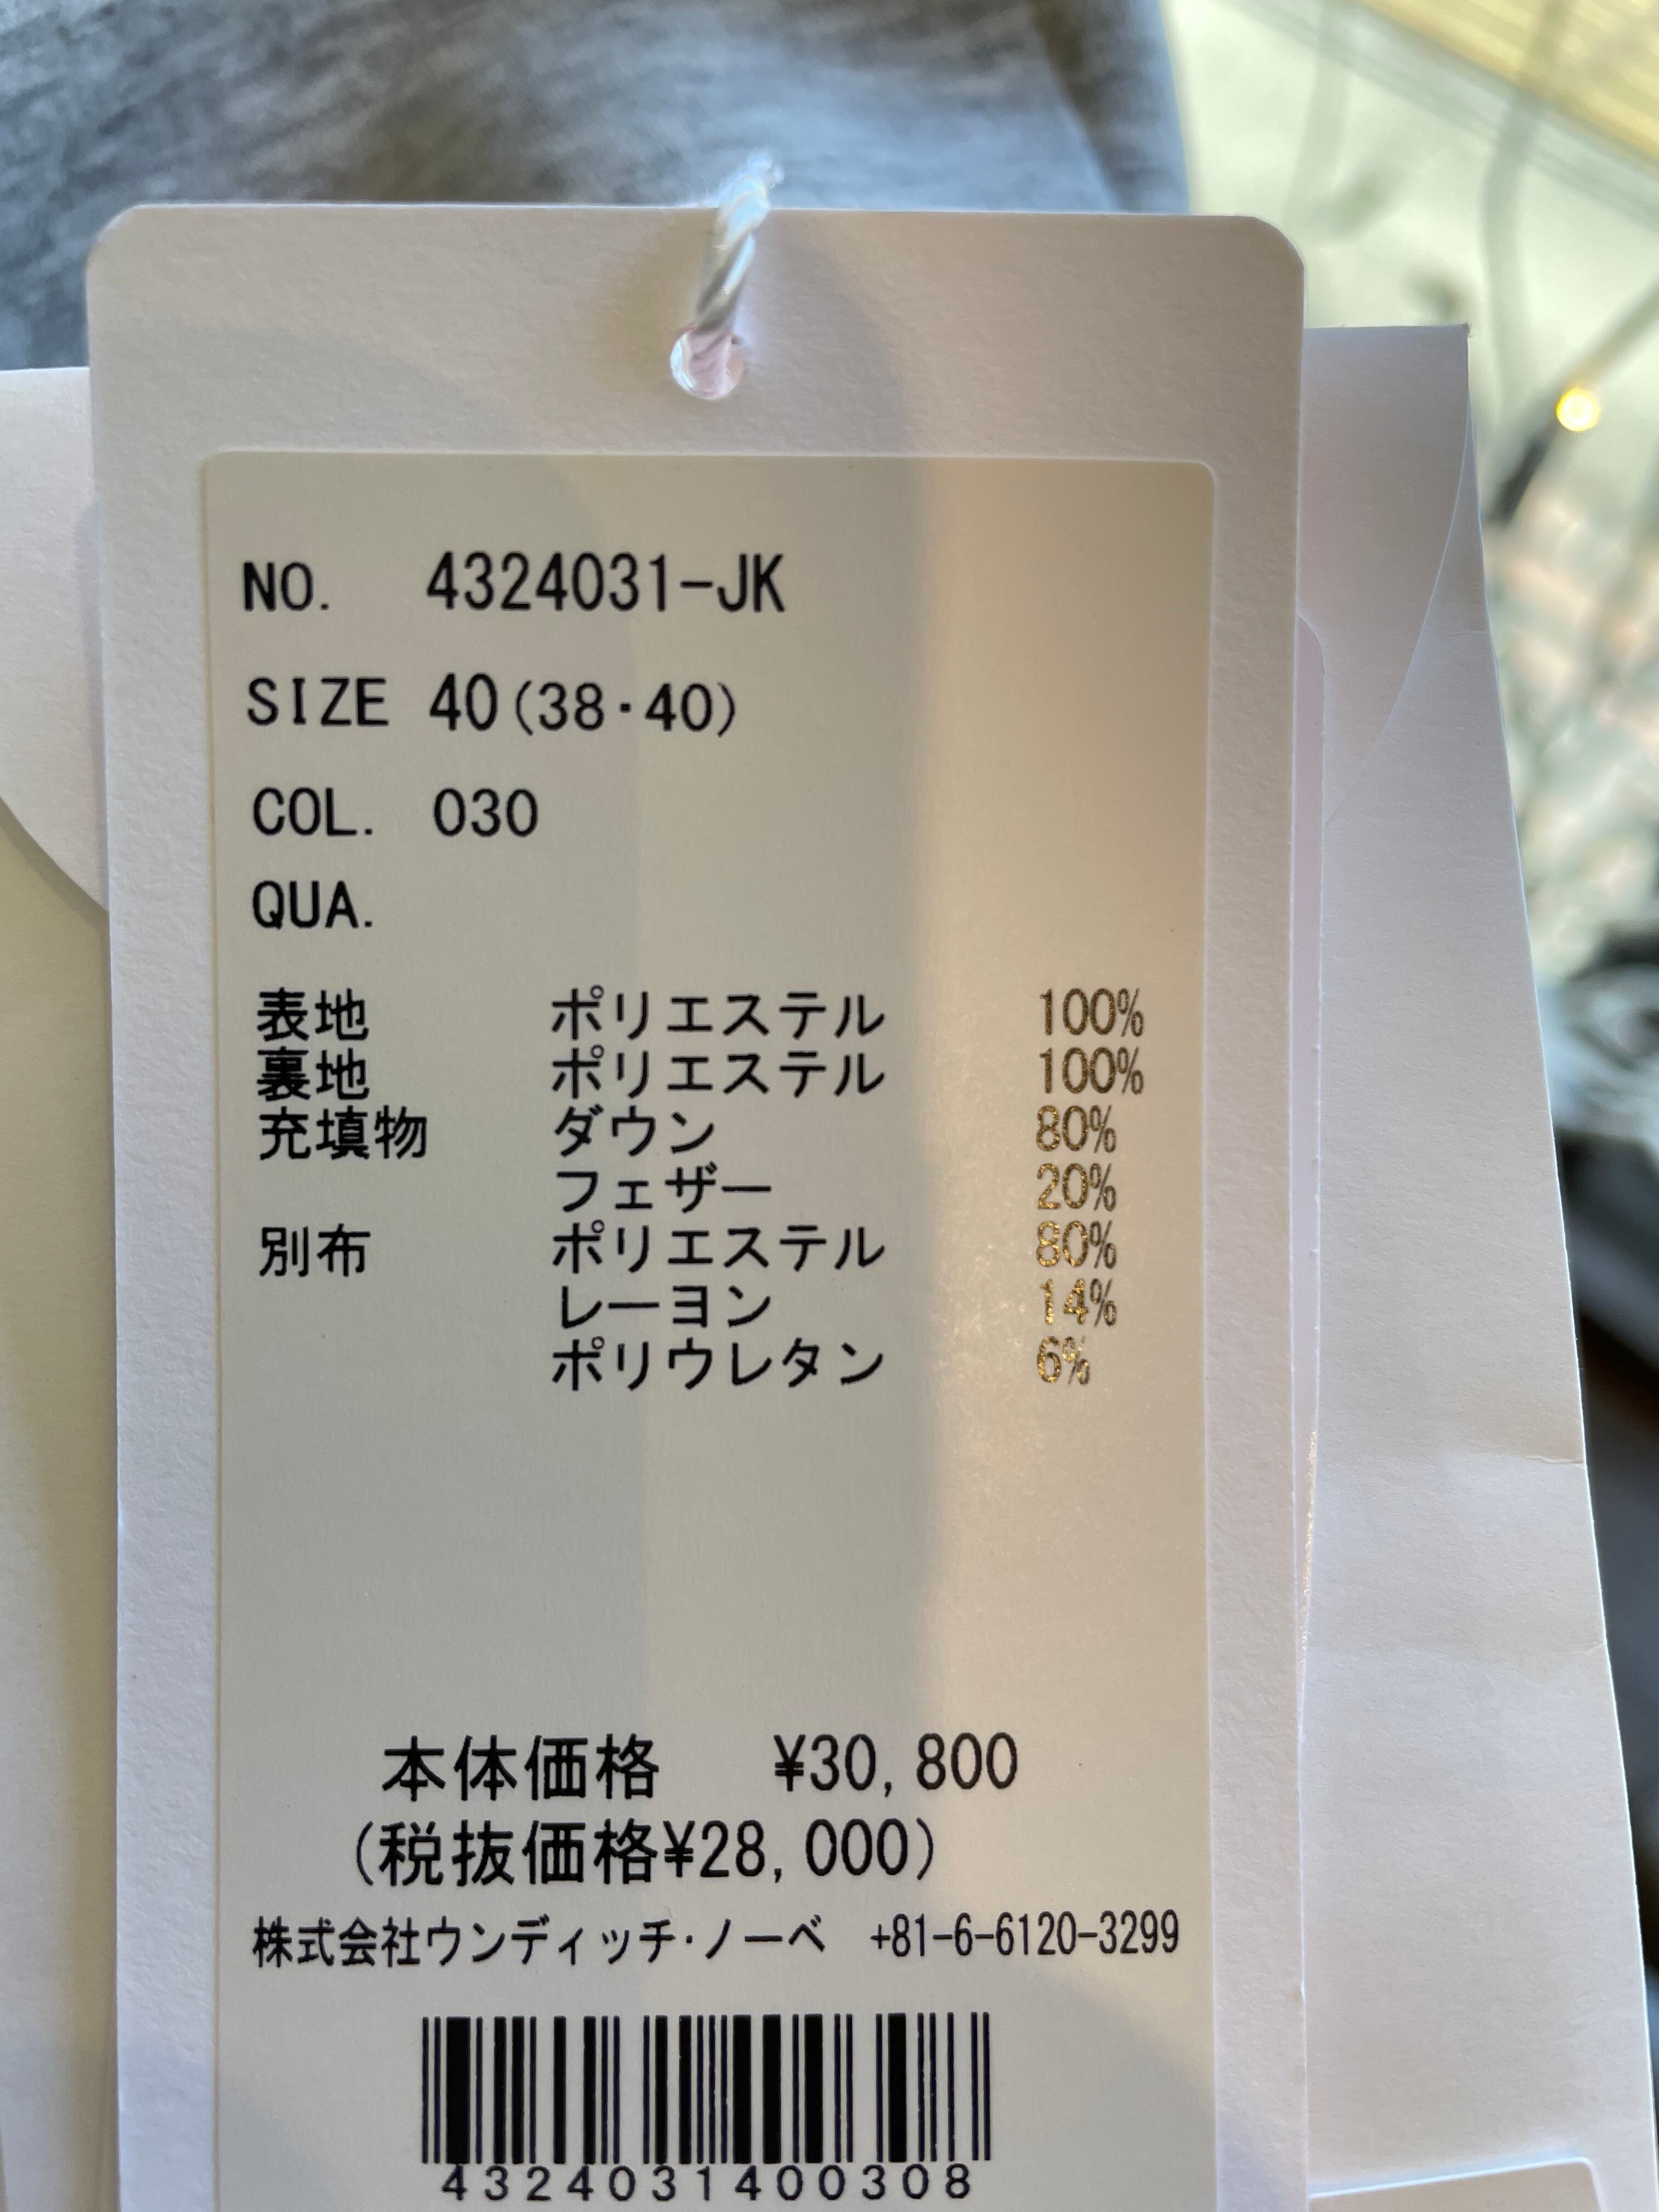 NO. 4324031-JK
SIZE 40(38・40)
COL. 030
QUA.
表地 ポリエステル 100%
裏地 ポリエステル 100%
充填物 ダウン 80%
フェザー 20%
別布 ポリエステル 80%
レーヨン 14%
ポリウレタン 6%
本体価格 ¥30,800
(税抜価格¥28,000)
株式会社ウンディッチ・ノーベ +81-6-6120-3299
4324031400308